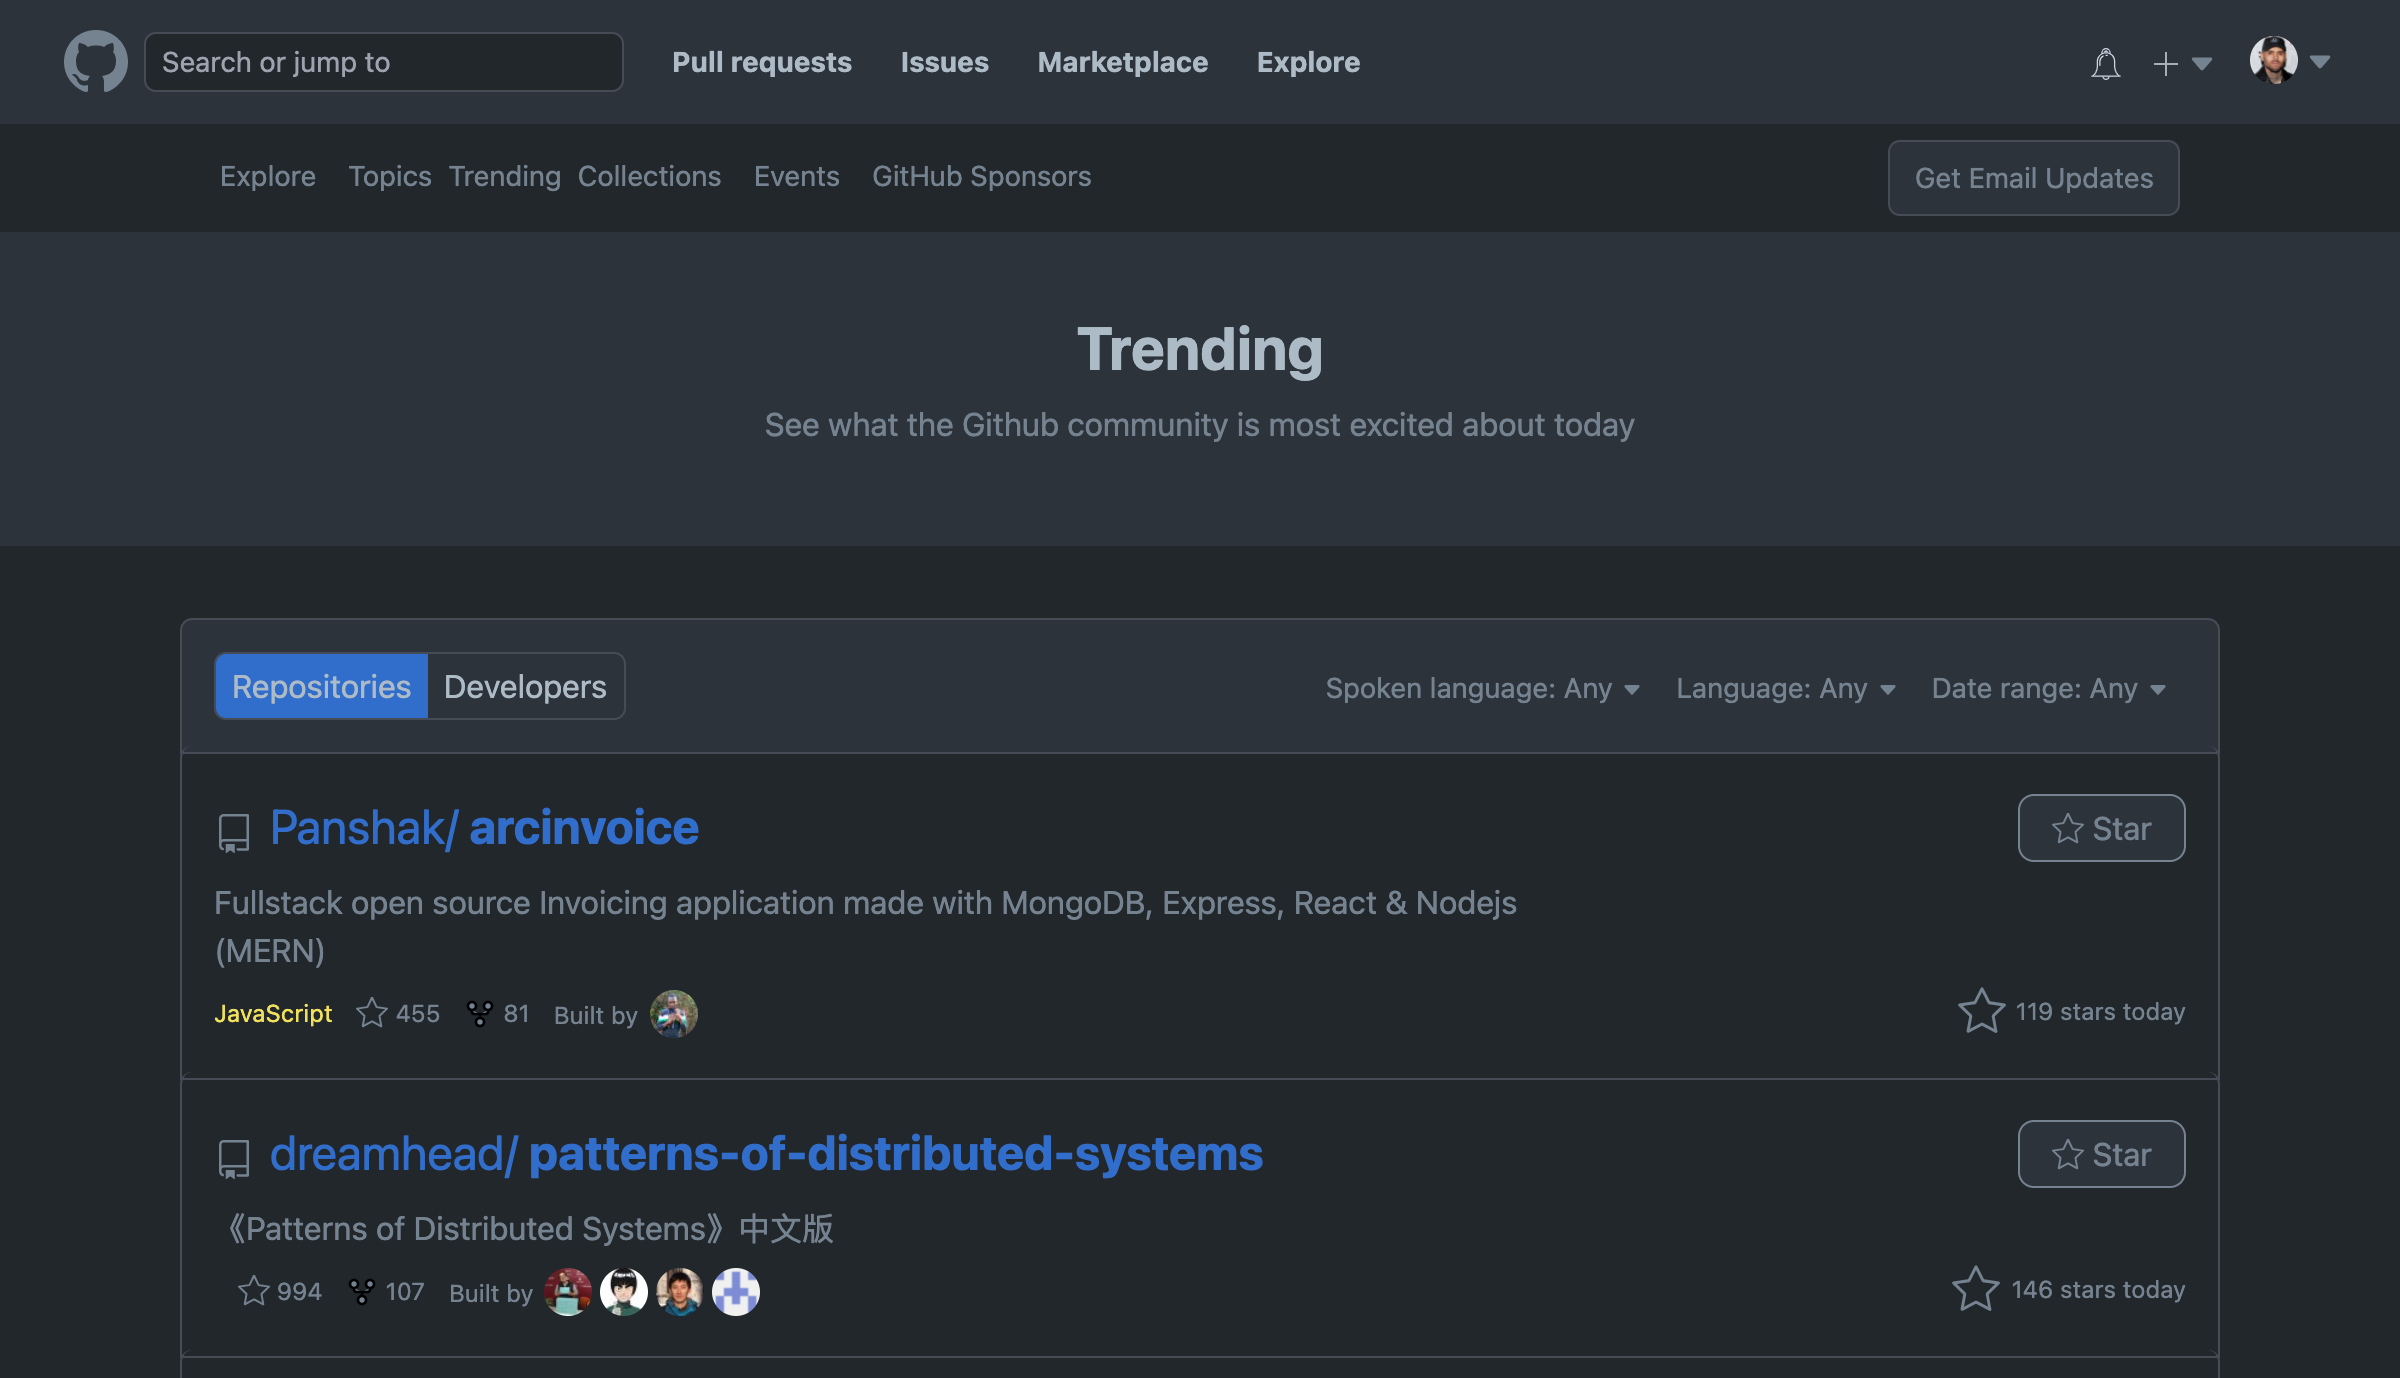 Search or jump to
Pull requests Issues Marketplace Explore
Explore Topics Trending Collections Events GitHub Sponsors
Get Email Updates
Trending
See what the Github community is most excited about today
Repositories Developers
Spoken language: Any Language: Any Date range: Any
Panshak/ arcinvoice
Star
Fullstack open source Invoicing application made with MongoDB, Express, React & Nodejs
(MERN)
JavaScript 455 81 Built by
119 stars today
dreamhead/ patterns-of-distributed-systems
Star
《Patterns of Distributed Systems》中文版
994 107 Built by
146 stars today